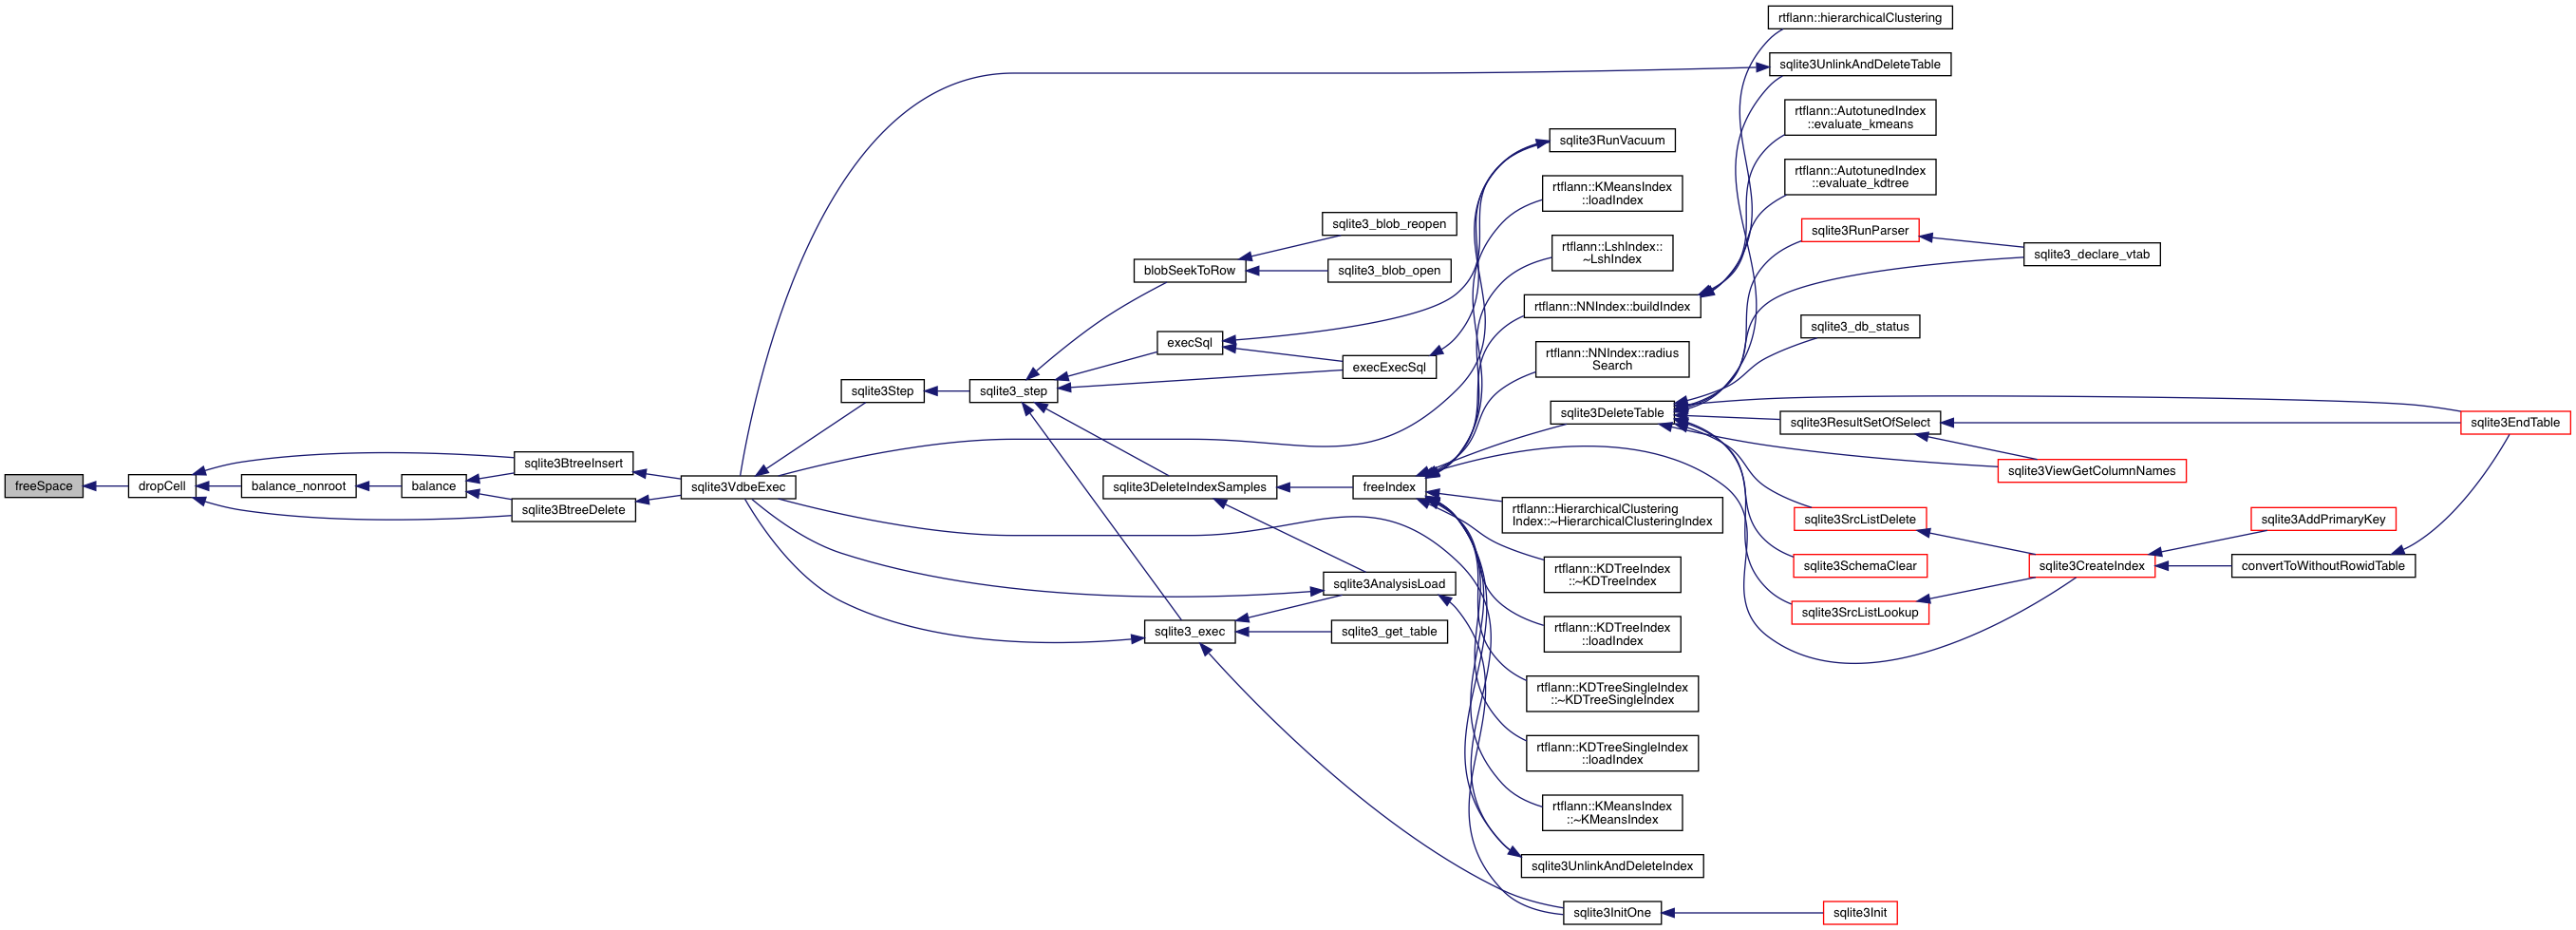 freeSpace
dropCell
balance_nonroot
balance
sqlite3BtreeInsert
sqlite3BtreeDelete
sqlite3VdbeExec
sqlite3Step
sqlite3_step
blobSeekToRow
sqlite3_blob_reopen
sqlite3_blob_open
execSql
execExecSql
sqlite3DeleteIndexSamples
sqlite3_exec
sqlite3AnalysisLoad
sqlite3_get_table
freeIndex
sqlite3RunVacuum
rtflann::KMeansIndex
::loadIndex
rtflann::LshIndex::
~LshIndex
rtflann::NNIndex::buildIndex
rtflann::NNIndex::radius
Search
sqlite3DeleteTable
rtflann::HierarchicalClustering
Index::~HierarchicalClusteringIndex
rtflann::KDTreeIndex
::~KDTreeIndex
rtflann::KDTreeIndex
::loadIndex
rtflann::KDTreeSingleIndex
::~KDTreeSingleIndex
rtflann::KDTreeSingleIndex
::loadIndex
rtflann::KMeansIndex
::~KMeansIndex
sqlite3UnlinkAndDeleteIndex
sqlite3InitOne
rtflann::hierarchicalClustering
sqlite3UnlinkAndDeleteTable
rtflann::AutotunedIndex
::evaluate_kmeans
rtflann::AutotunedIndex
::evaluate_kdtree
sqlite3RunParser
sqlite3_declare_vtab
sqlite3_db_status
sqlite3ResultSetOfSelect
sqlite3EndTable
sqlite3ViewGetColumnNames
sqlite3SrcListDelete
sqlite3SchemaClear
sqlite3SrcListLookup
sqlite3CreateIndex
sqlite3AddPrimaryKey
convertToWithoutRowidTable
sqlite3Init